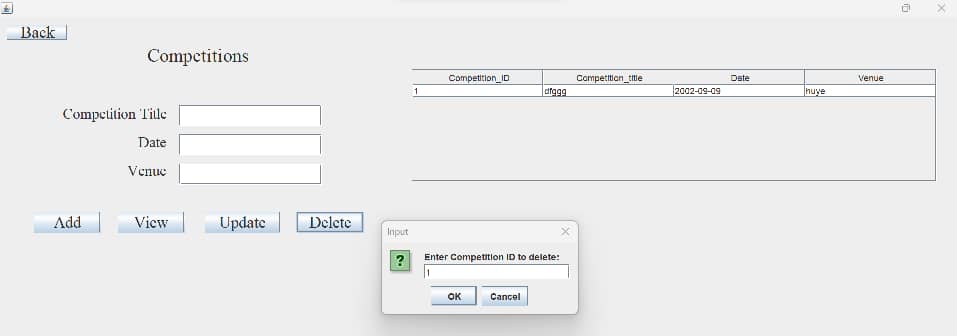 Back
Competitions
Competition_ID Competition_title Date Venue
1 dfggg 2002-09-09 huye
Competition Title
Date
Venue
Add View Update Delete
Input
?
Enter Competition ID to delete:
1
OK Cancel